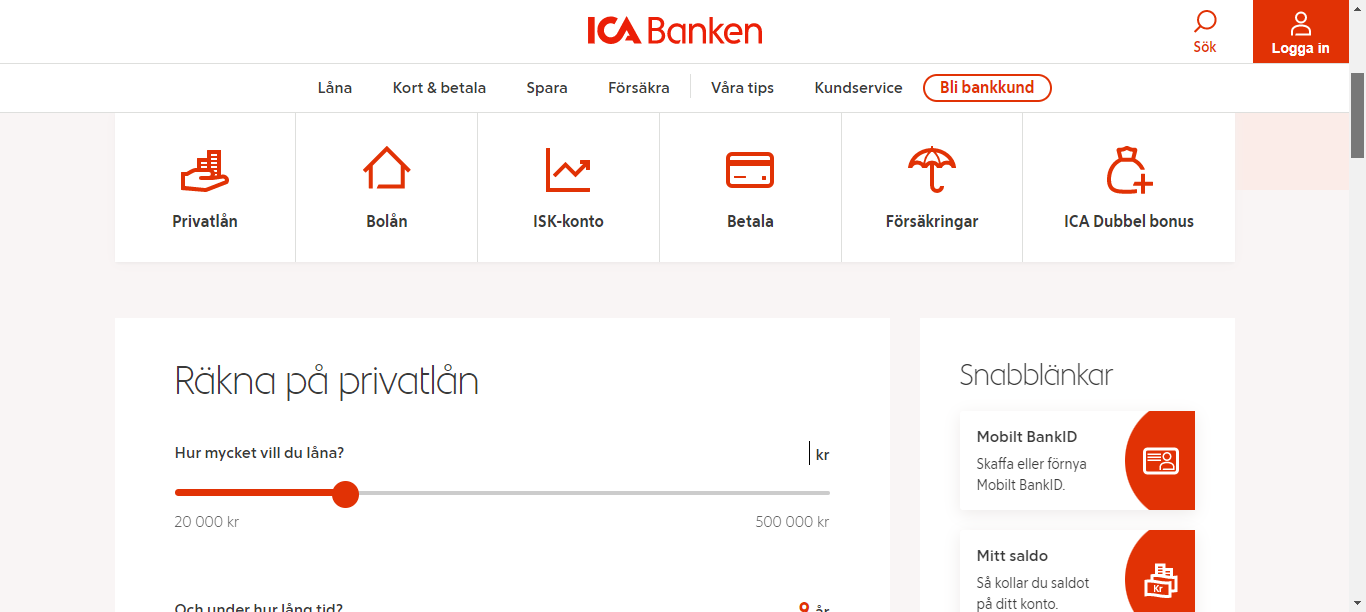 ICA Banken
Sök
Logga in
Låna
Kort & betala
Spara
Försäkra
Våra tips
Kundservice
Bli bankkund
Privatlån
Bolån
ISK-konto
Betala
Försäkringar
ICA Dubbel bonus
Räkna på privatlån
Hur mycket vill du låna?
kr
20 000 kr
500 000 kr
Och under hur lång tid?
år
Snabblänkar
Mobilt BankID
Skaffa eller förnya
Mobilt BankID.
Mitt saldo
Så kollar du saldot
på ditt konto.
Kr